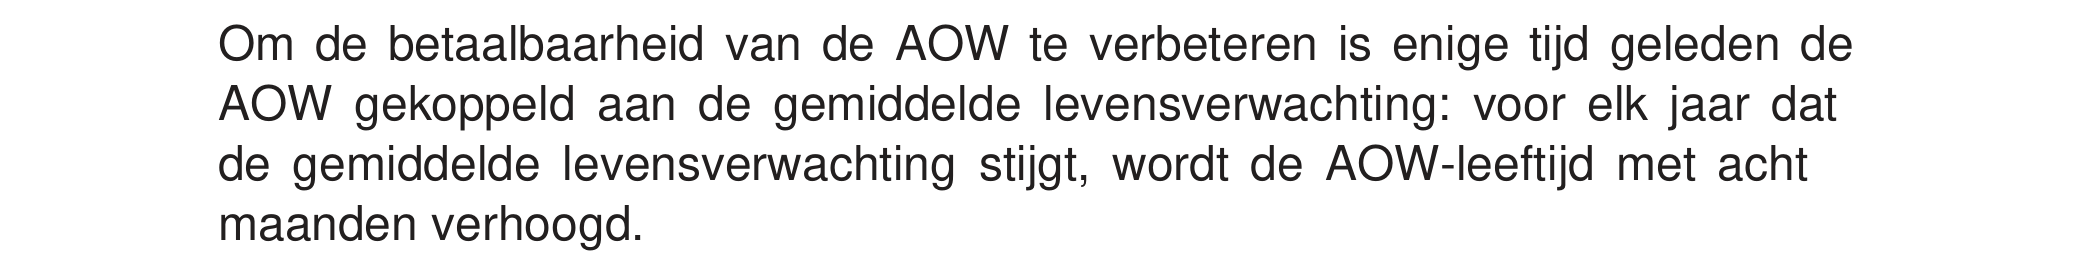 Om de betaalbaarheid van de AOW te verbeteren is enige tijd geleden de
AOW gekoppeld aan de gemiddelde levensverwachting: voor elk jaar dat
de gemiddelde levensverwachting stijgt, wordt de AOW-leeftijd met acht
maanden verhoogd.